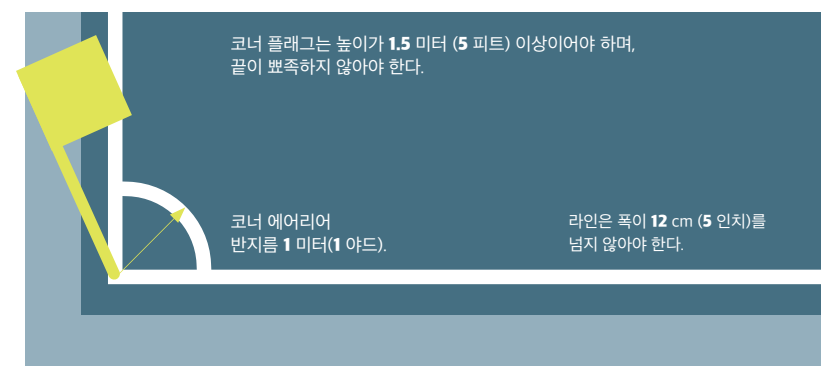 코너 플래그는 높이가 1.5 미터 (5 피트) 이상이어야 하며,
끝이 뾰족하지 않아야 한다.
코너 에어리어
반지름 1 미터(1 야드).
라인은 폭이 12 cm (5 인치)를
넘지 않아야 한다.